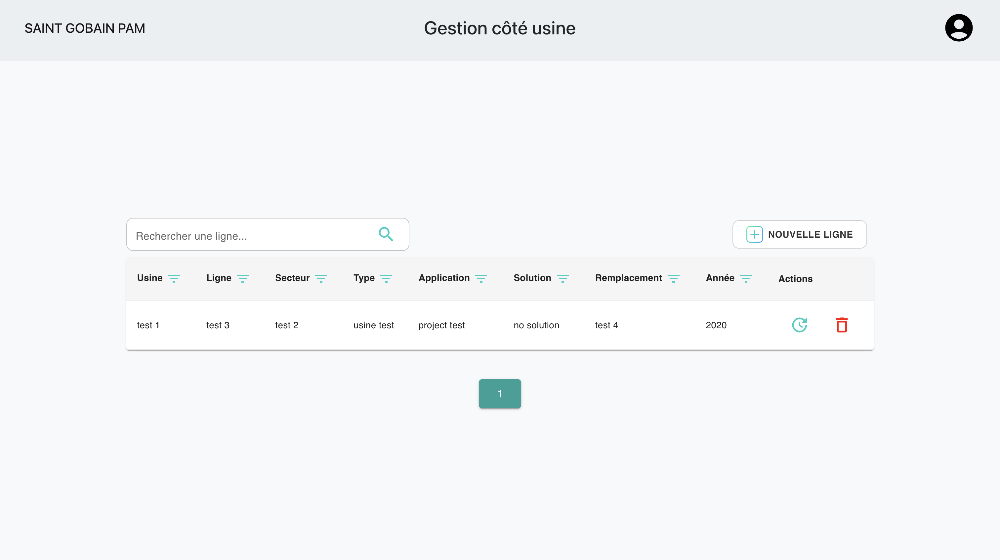 SAINT GOBAIN PAM
Gestion côté usine
Rechercher une ligne...
NOUVELLE LIGNE
Usine Ligne Secteur Type Application Solution Remplacement Année Actions
test 1 test 3 test 2 usine test project test no solution test 4 2020
1